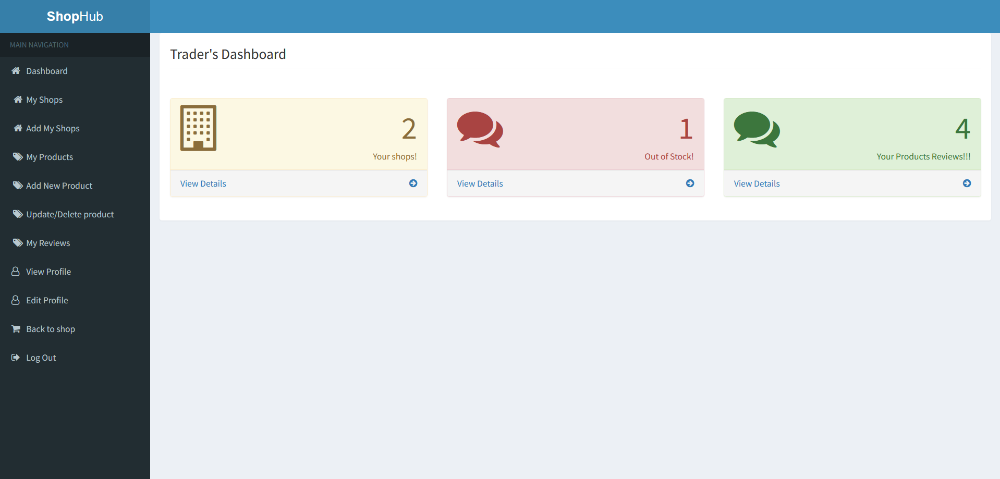 ShopHub
MAIN NAVIGATION
Dashboard
My Shops
Add My Shops
My Products
Add New Product
Update/Delete product
My Reviews
View Profile
Edit Profile
Back to shop
Log Out
Trader's Dashboard
2
Your shops!
View Details
1
Out of Stock!
View Details
4
Your Products Reviews!!!
View Details